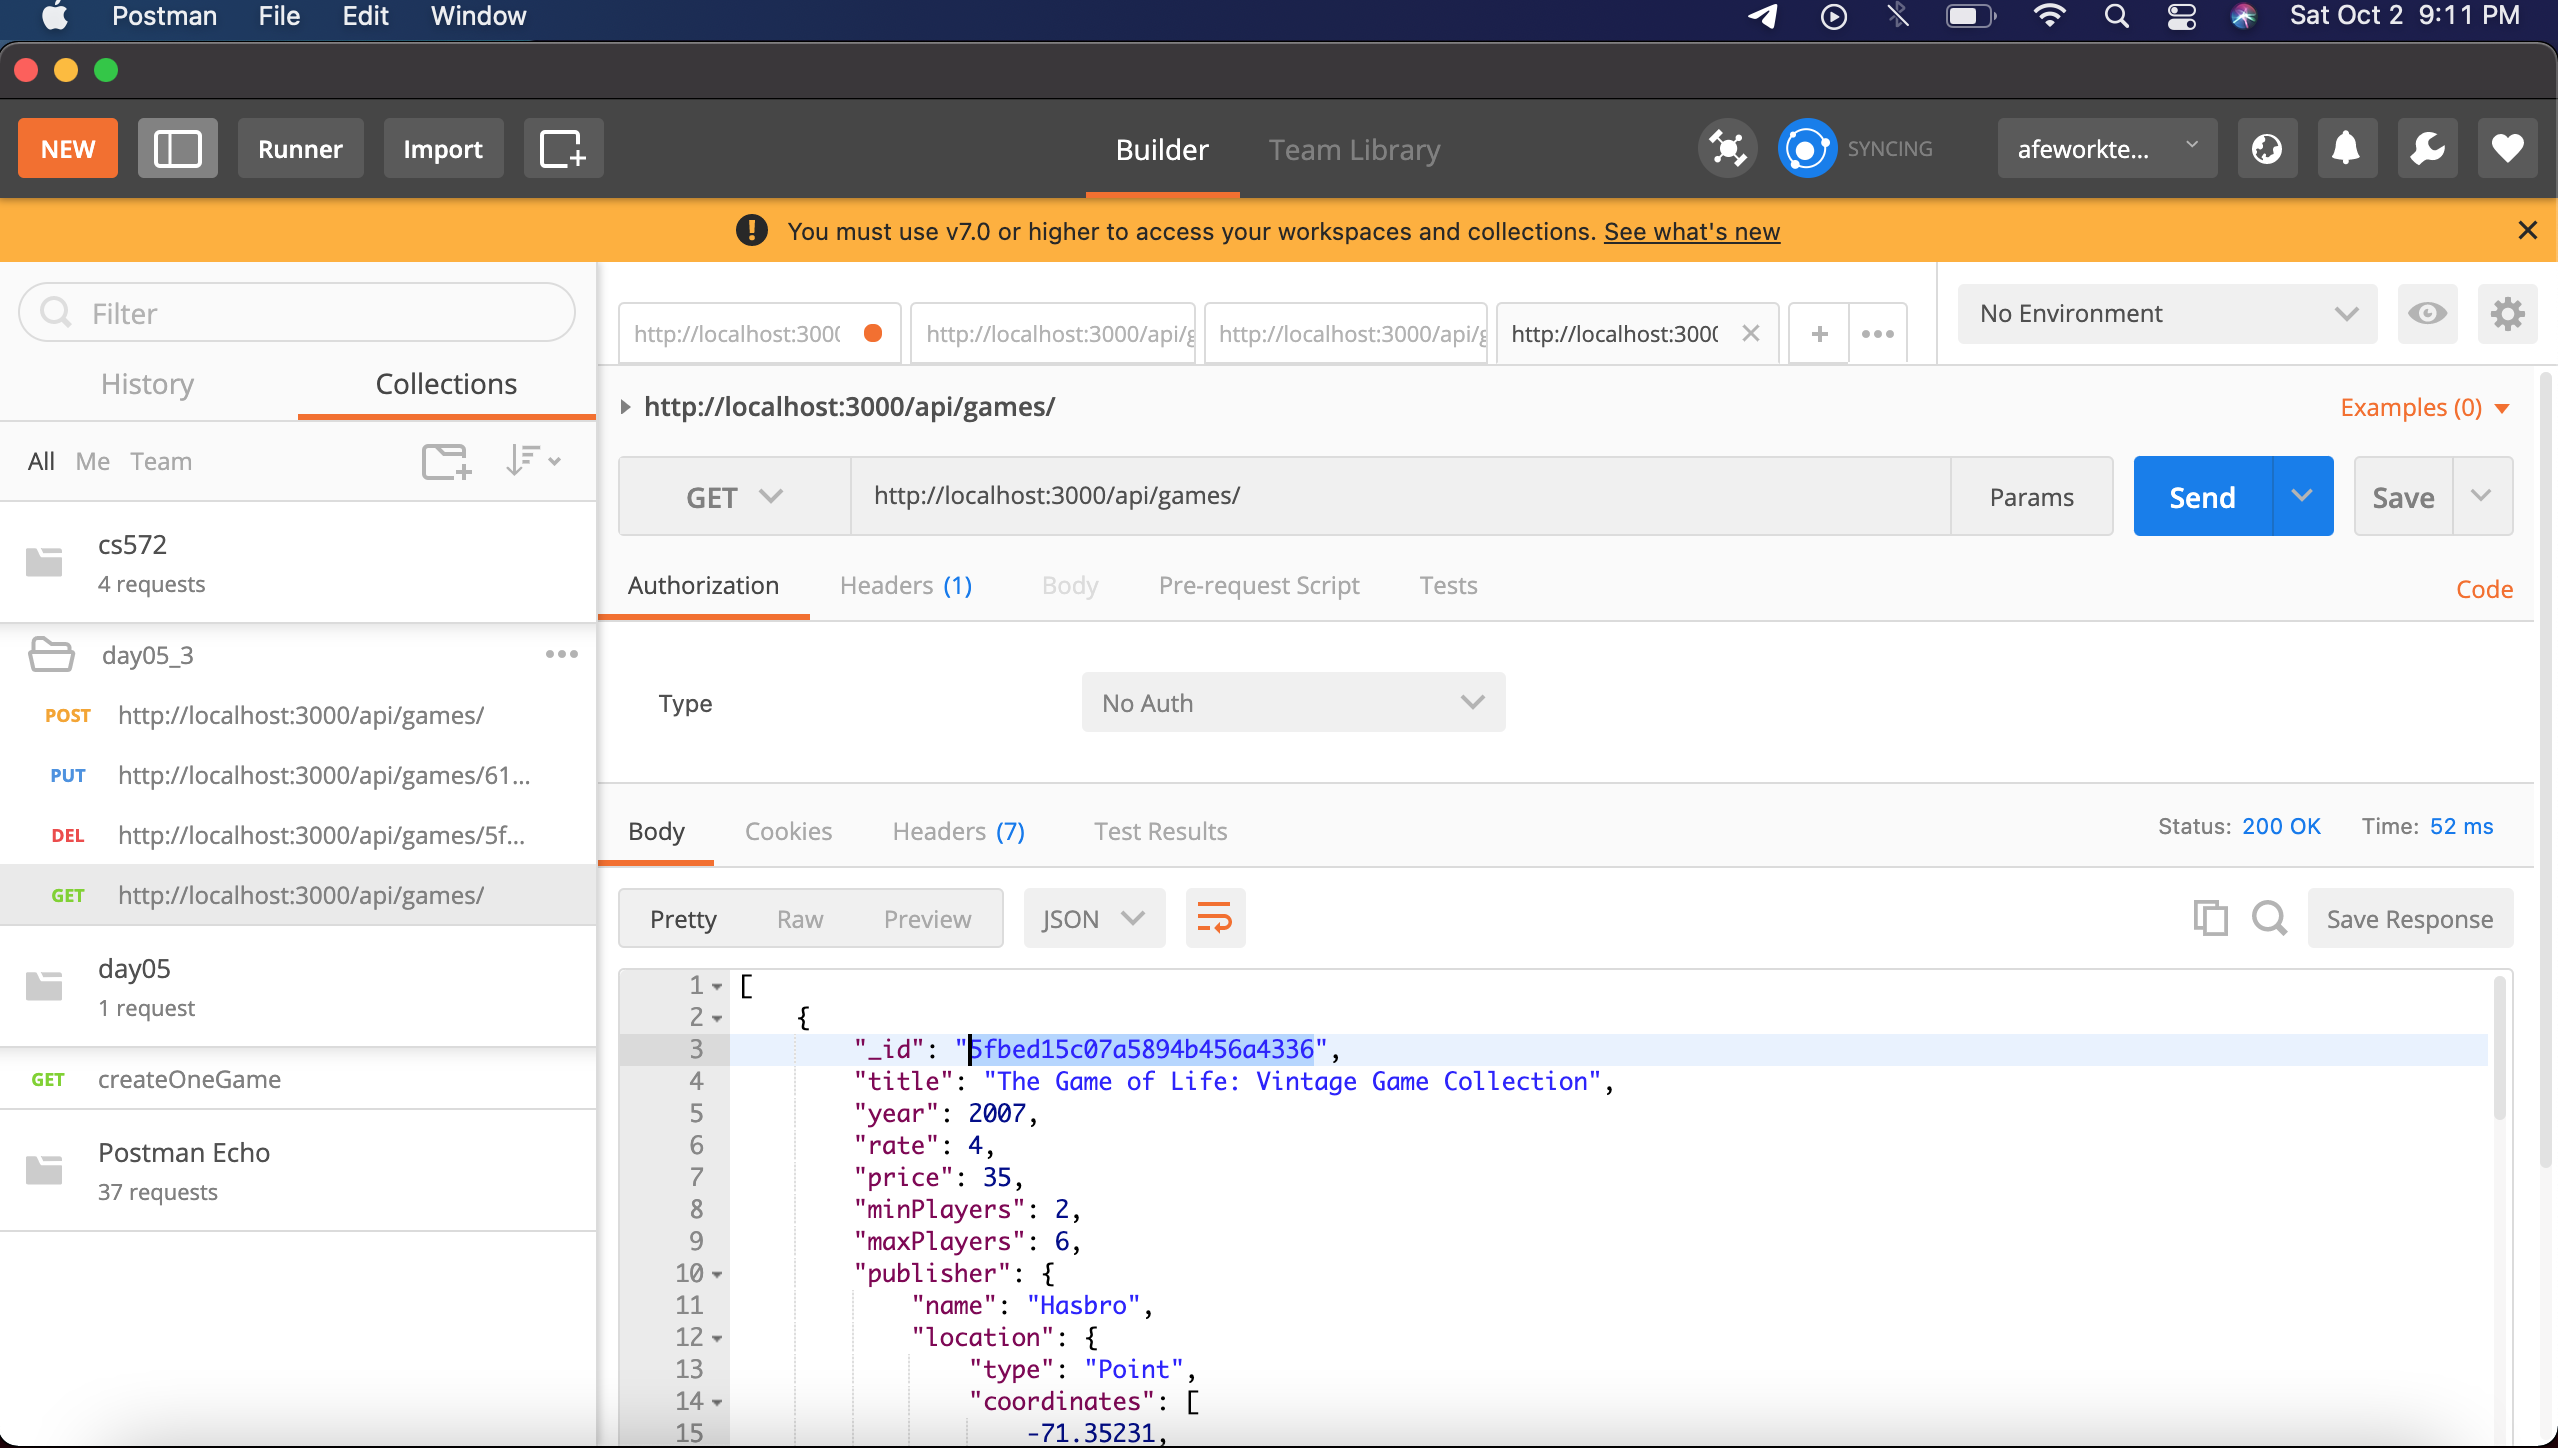 Postman File Edit Window Sat Oct 2 9:11 PM
NEW Runner Import Builder Team Library SYNCING afeworkte...
You must use v7.0 or higher to access your workspaces and collections. See what's new
Filter
http://localhost:3000 http://localhost:3000/api/g http://localhost:3000/api/g http://localhost:3000 + No Environment
History Collections
http://localhost:3000/api/games/ Examples (0)
All Me Team
GET http://localhost:3000/api/games/ Params Send Save
cs572
4 requests
Authorization Headers (1) Body Pre-request Script Tests Code
day05_3
Type No Auth
POST http://localhost:3000/api/games/
PUT http://localhost:3000/api/games/61...
DEL http://localhost:3000/api/games/5f...
GET http://localhost:3000/api/games/
Body Cookies Headers (7) Test Results Status: 200 OK Time: 52 ms
Pretty Raw Preview JSON Save Response
day05
1 request
GET createOneGame
Postman Echo
37 requests
1 [
2 {
3 "_id": "5fbed15c07a5894b456a4336",
4 "title": "The Game of Life: Vintage Game Collection",
5 "year": 2007,
6 "rate": 4,
7 "price": 35,
8 "minPlayers": 2,
9 "maxPlayers": 6,
10 "publisher": {
11 "name": "Hasbro",
12 "location": {
13 "type": "Point",
14 "coordinates": [
15 -71.35231,